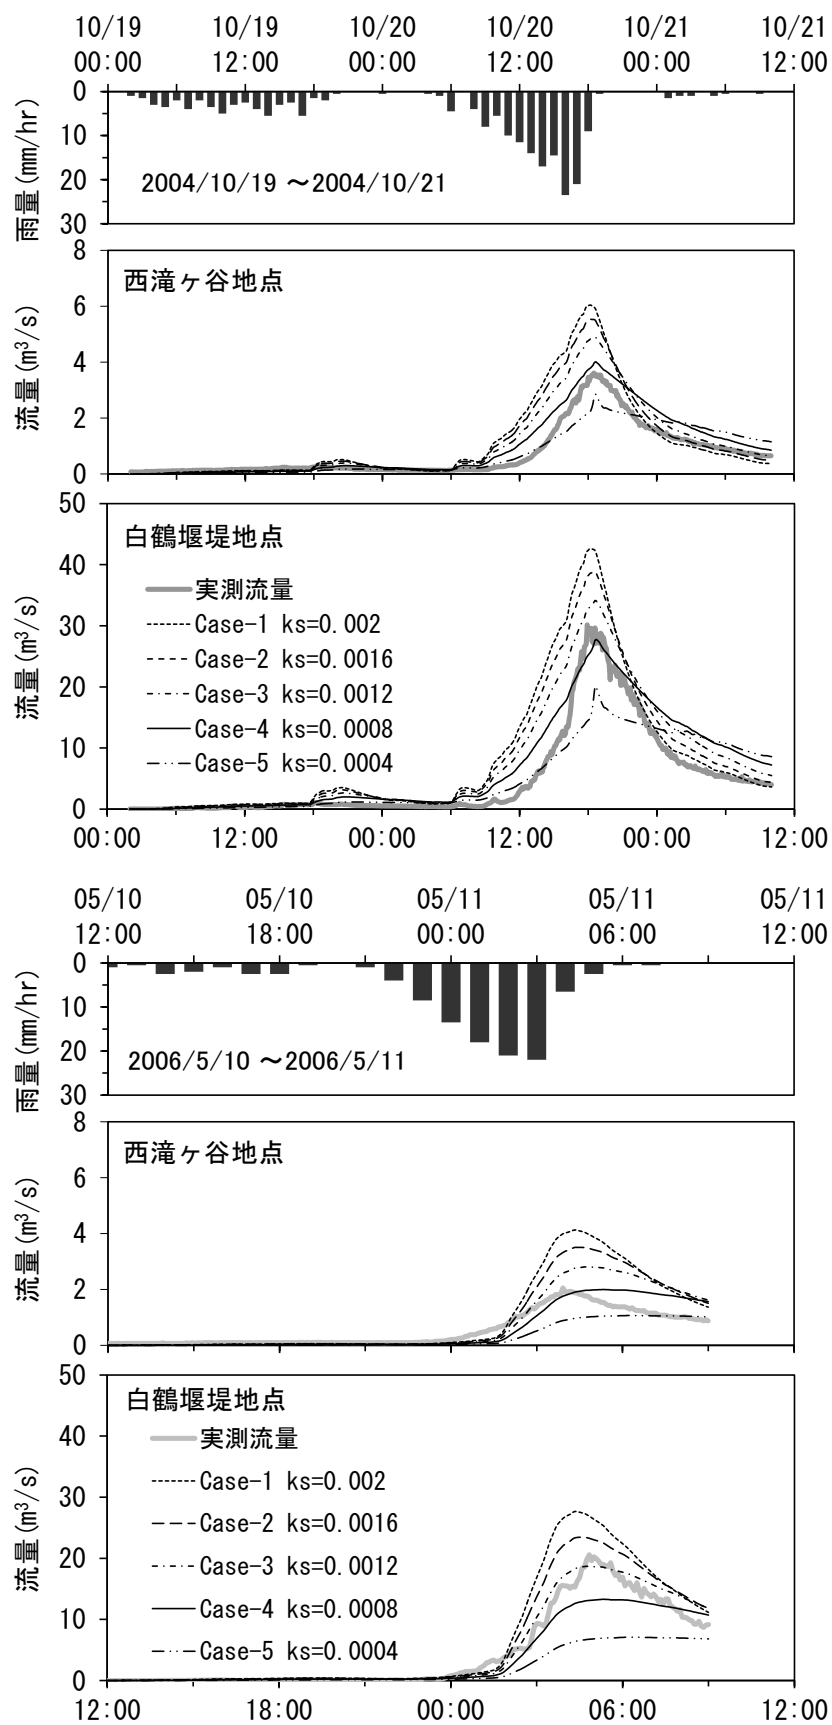 10/19 10/19 10/20 10/20 10/21 10/21
00:00 12:00 00:00 12:00 00:00 12:00
雨量(mm/hr)
0
10
20
30
2004/10/19 ～2004/10/21
流量(m³/s)
8
6
4
2
0
西滝ヶ谷地点
流量(m³/s)
50
40
30
20
10
0
白鶴堰堤地点
実測流量
Case-1 ks=0.002
Case-2 ks=0.0016
Case-3 ks=0.0012
Case-4 ks=0.0008
Case-5 ks=0.0004
00:00 12:00 00:00 12:00 00:00 12:00
05/10 05/10 05/11 05/11 05/11
12:00 18:00 00:00 06:00 12:00
雨量(mm/hr)
0
10
20
30
2006/5/10 ～2006/5/11
流量(m³/s)
8
6
4
2
0
西滝ヶ谷地点
流量(m³/s)
50
40
30
20
10
0
白鶴堰堤地点
実測流量
Case-1 ks=0.002
Case-2 ks=0.0016
Case-3 ks=0.0012
Case-4 ks=0.0008
Case-5 ks=0.0004
12:00 18:00 00:00 06:00 12:00